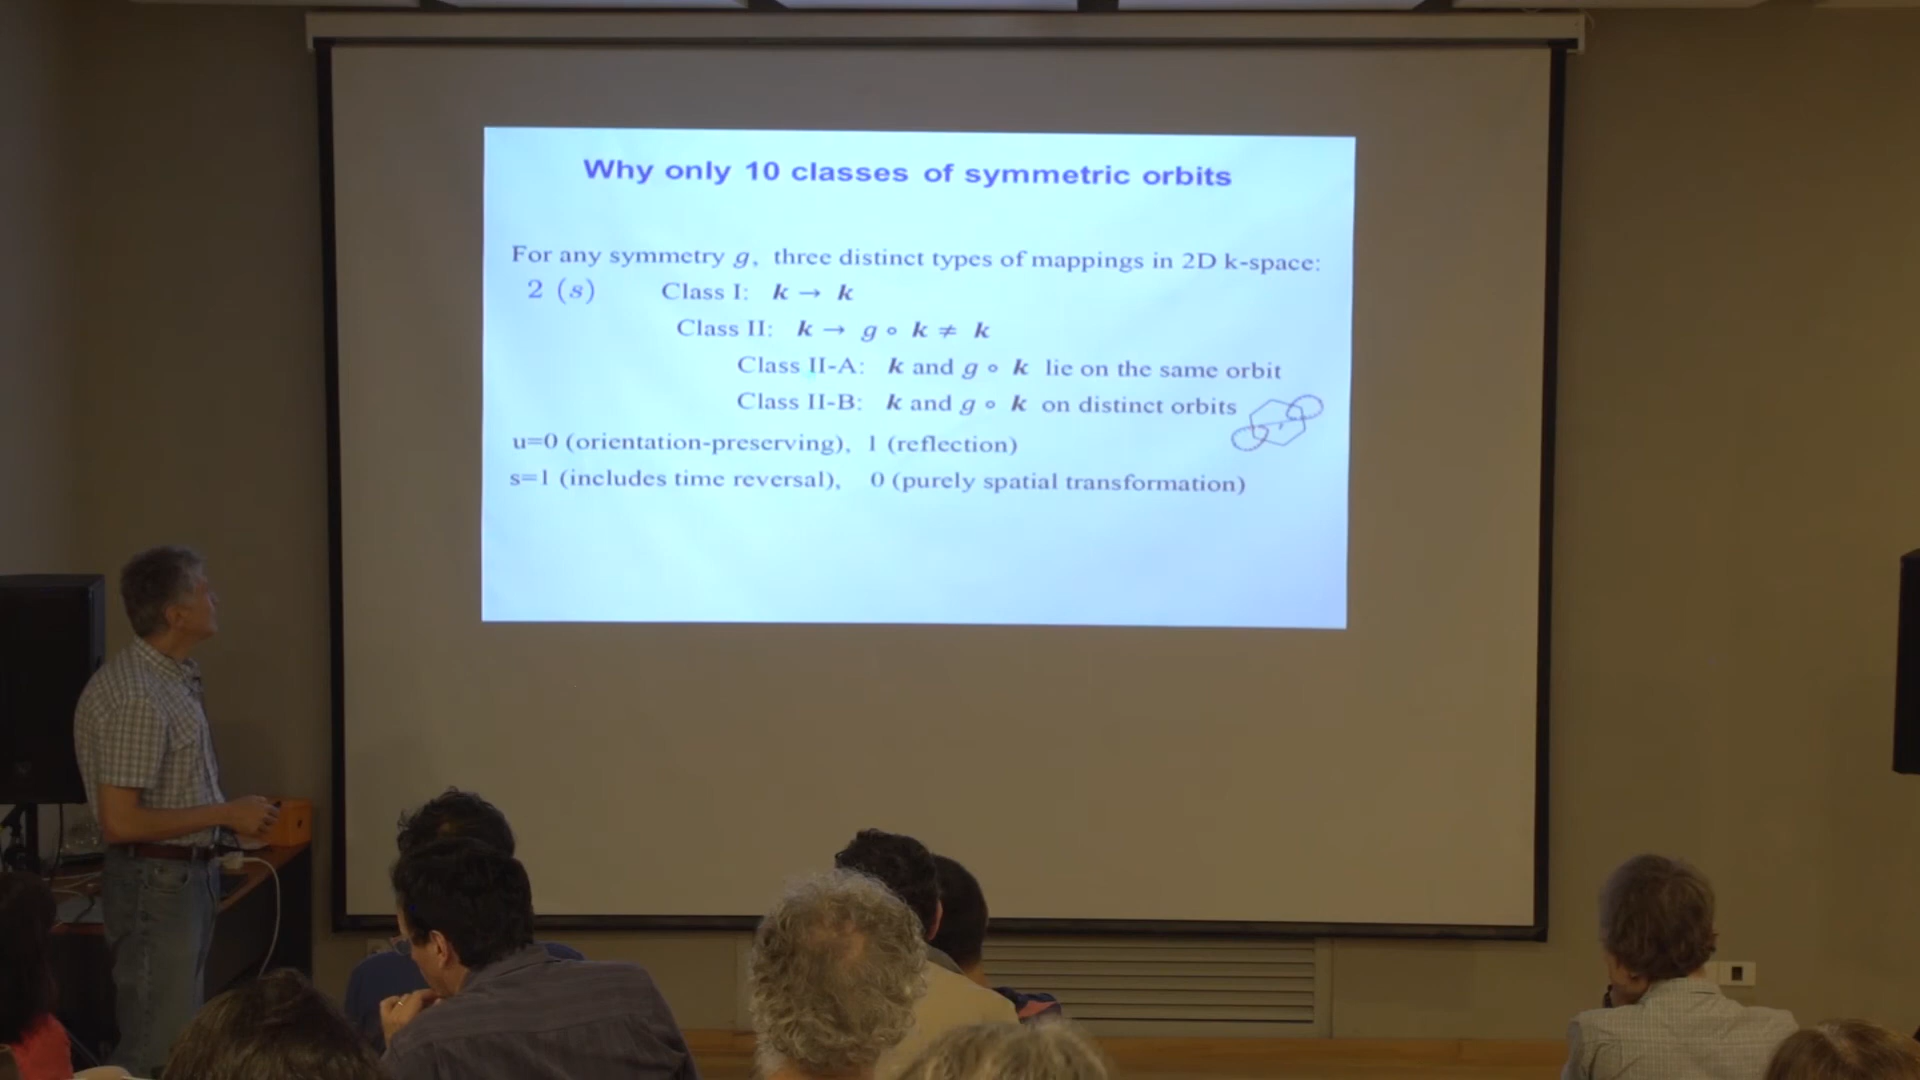 Why only 10 classes of symmetric orbits
For any symmetry g, three distinct types of mappings in 2D k-space:
2 (s) Class I: k → k
Class II: k → g ∘ k ≠ k
Class II-A: k and g ∘ k lie on the same orbit
Class II-B: k and g ∘ k on distinct orbits
u=0 (orientation-preserving), 1 (reflection)
s=1 (includes time reversal), 0 (purely spatial transformation)